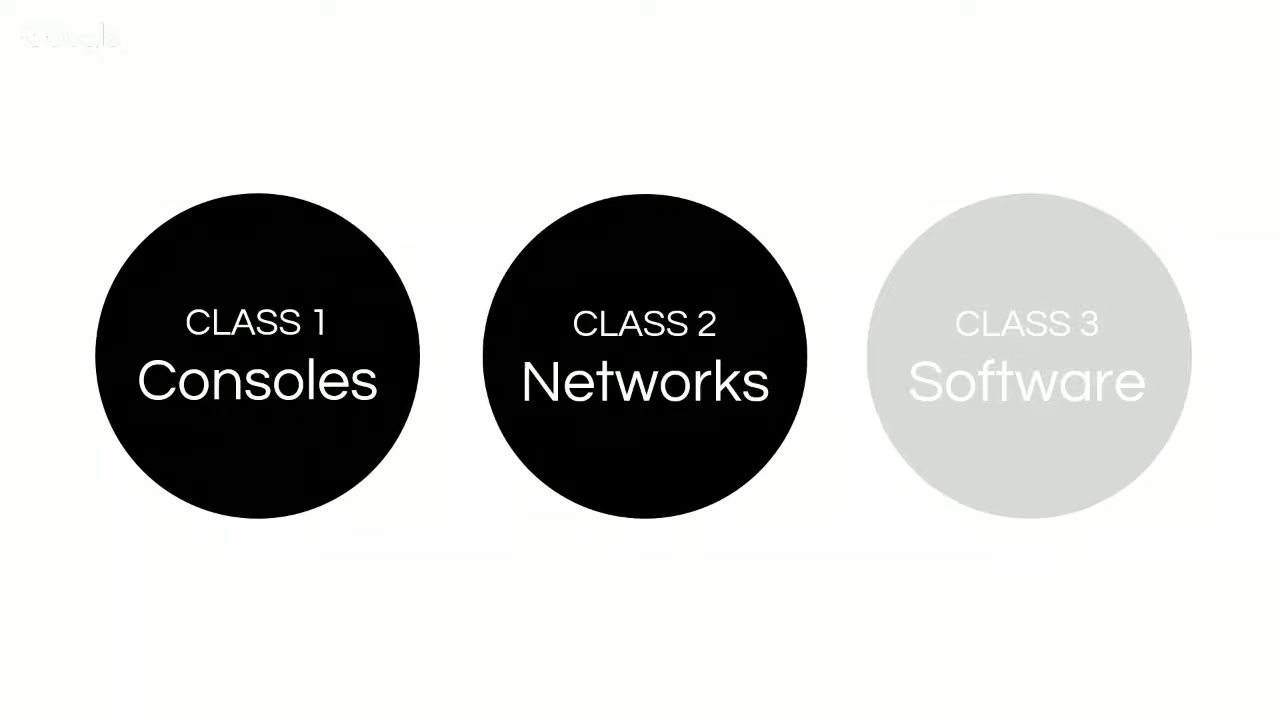 CLASS 1
Consoles
CLASS 2
Networks
CLASS 3
Software